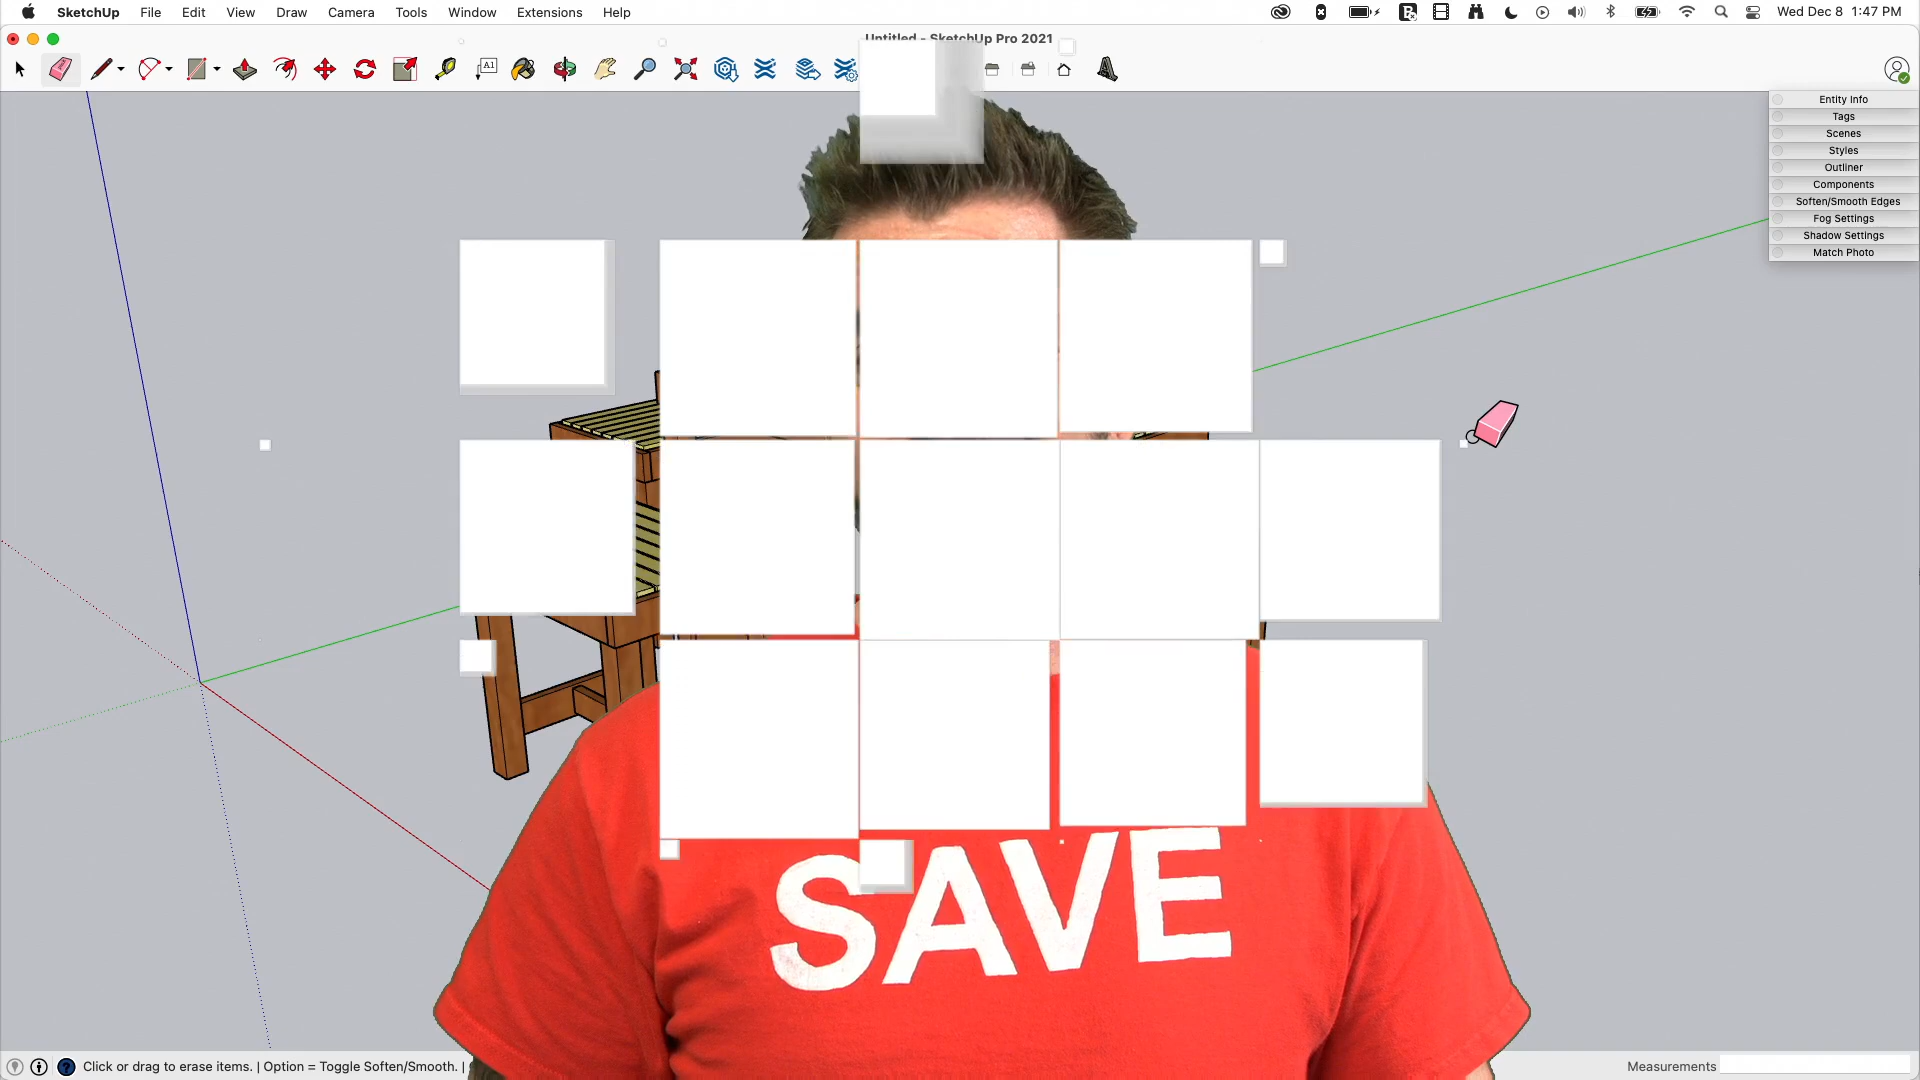 SketchUp File Edit View Draw Camera Tools Window Extensions Help Wed Dec 8 1:47 PM
Untitled - SketchUp Pro 2021
A1
Entity Info
Tags
Scenes
Styles
Outliner
Components
Soften/Smooth Edges
Fog Settings
Shadow Settings
Match Photo
SAVE
Click or drag to erase items. | Option = Toggle Soften/Smooth. |
Measurements